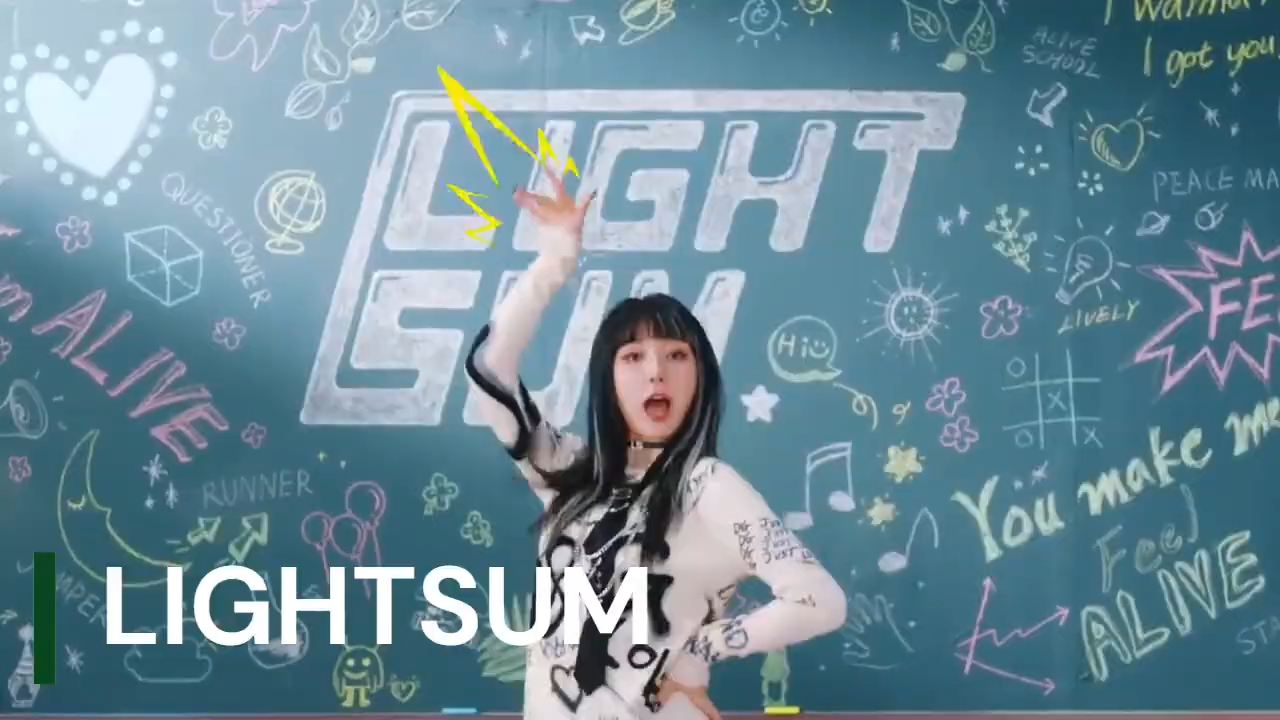 I wanna
I got you
ALIVE
SCHOOL
LIGHT
SUM
QUESTIONER
PEACE MA
FE
LIVELY
Hi
m ALIVE
RUNNER
You make me
Feel
ALIVE
LIGHTSUM